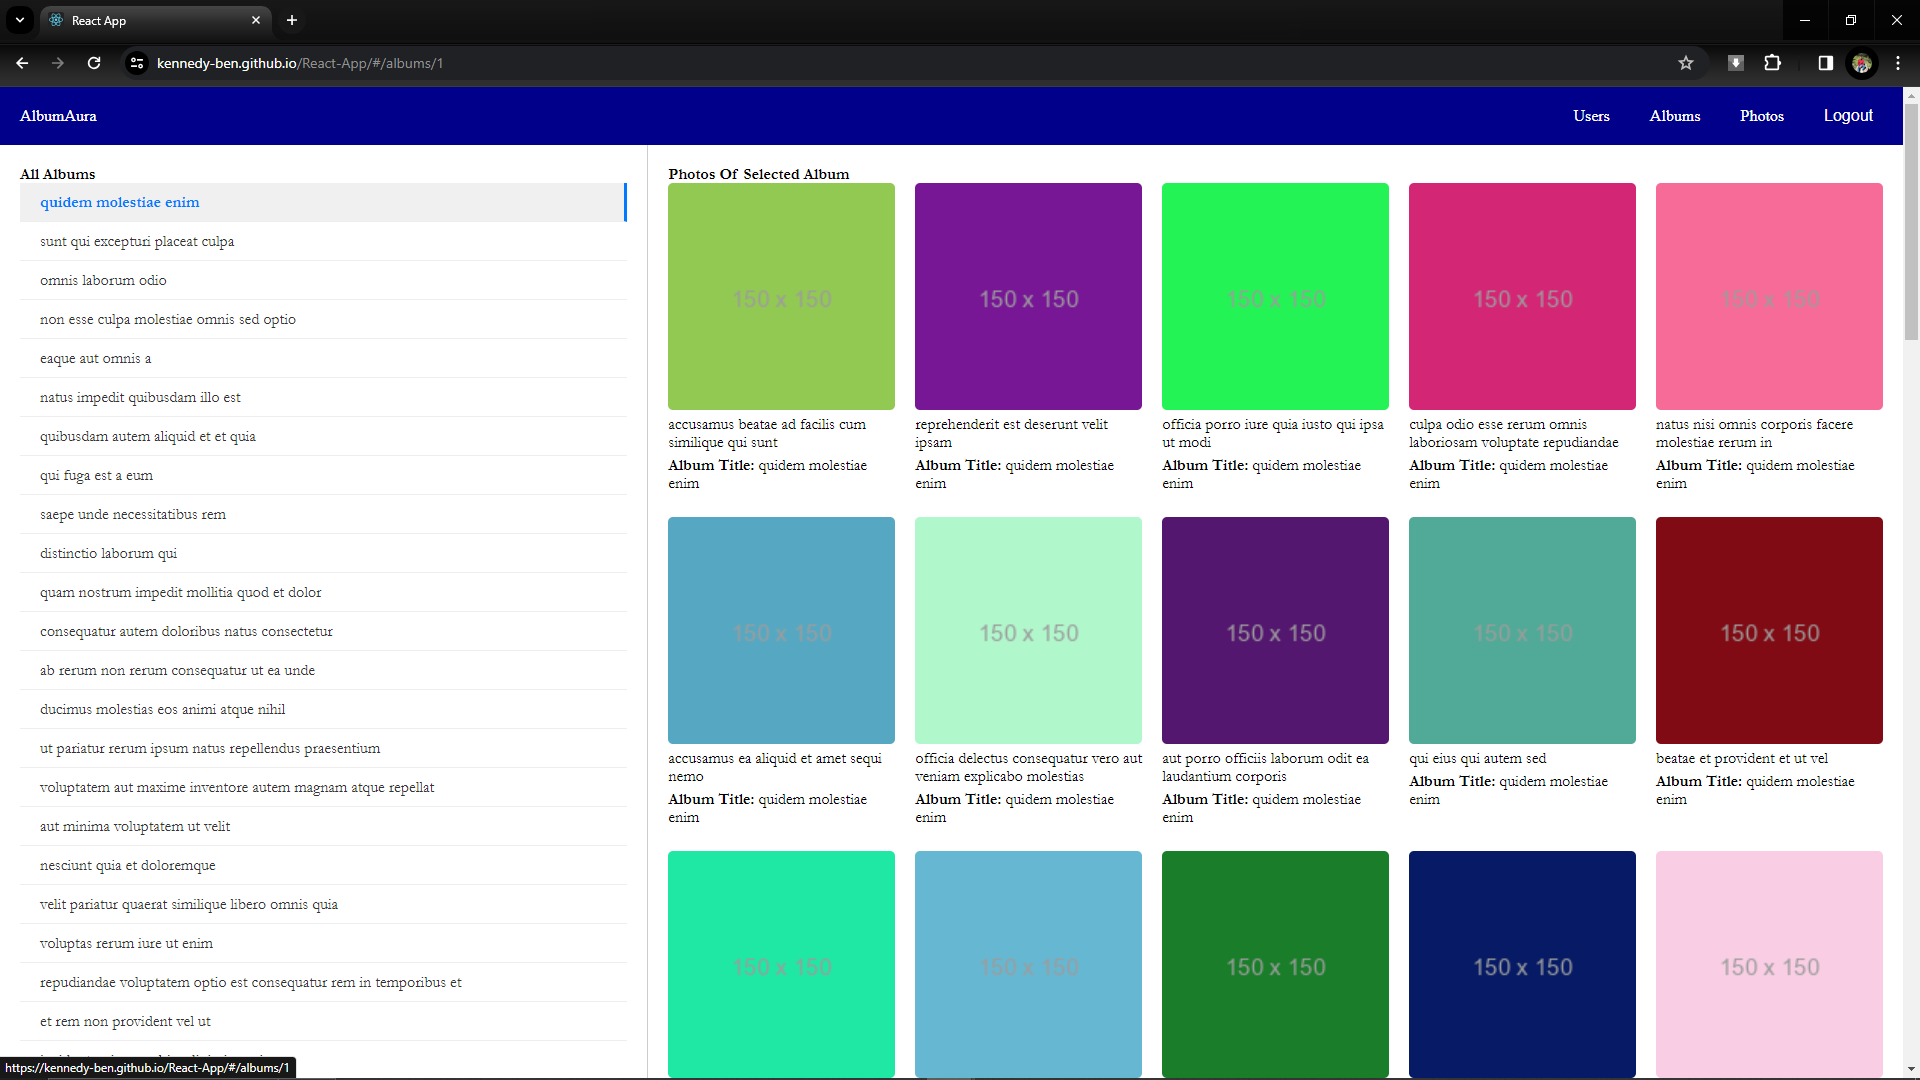 React App
kennedy-ben.github.io/React-App/#/albums/1
AlbumAura
Users
Albums
Photos
Logout
All Albums
quidem molestiae enim
sunt qui excepturi placeat culpa
omnis laborum odio
non esse culpa molestiae omnis sed optio
eaque aut omnis a
natus impedit quibusdam illo est
quibusdam autem aliquid et et quia
qui fuga est a eum
saepe unde necessitatibus rem
distinctio laborum qui
quam nostrum impedit mollitia quod et dolor
consequatur autem doloribus natus consectetur
ab rerum non rerum consequatur ut ea unde
ducimus molestias eos animi atque nihil
ut pariatur rerum ipsum natus repellendus praesentium
voluptatem aut maxime inventore autem magnam atque repellat
aut minima voluptatem ut velit
nesciunt quia et doloremque
velit pariatur quaerat similique libero omnis quia
voluptas rerum iure ut enim
repudiandae voluptatem optio est consequatur rem in temporibus et
et rem non provident vel ut
https://kennedy-ben.github.io/React-App/#/albums/1
Photos Of Selected Album
150 x 150
accusamus beatae ad facilis cum
similique qui sunt
Album Title: quidem molestiae
enim
150 x 150
reprehenderit est deserunt velit
ipsam
Album Title: quidem molestiae
enim
150 x 150
officia porro iure quia iusto qui ipsa
ut modi
Album Title: quidem molestiae
enim
150 x 150
culpa odio esse rerum omnis
laboriosam voluptate repudiandae
Album Title: quidem molestiae
enim
150 x 150
natus nisi omnis corporis facere
molestiae rerum in
Album Title: quidem molestiae
enim
150 x 150
accusamus ea aliquid et amet sequi
nemo
Album Title: quidem molestiae
enim
150 x 150
officia delectus consequatur vero aut
veniam explicabo molestias
Album Title: quidem molestiae
enim
150 x 150
aut porro officiis laborum odit ea
laudantium corporis
Album Title: quidem molestiae
enim
150 x 150
qui eius qui autem sed
Album Title: quidem molestiae
enim
150 x 150
beatae et provident et ut vel
Album Title: quidem molestiae
enim
150 x 150
150 x 150
150 x 150
150 x 150
150 x 150